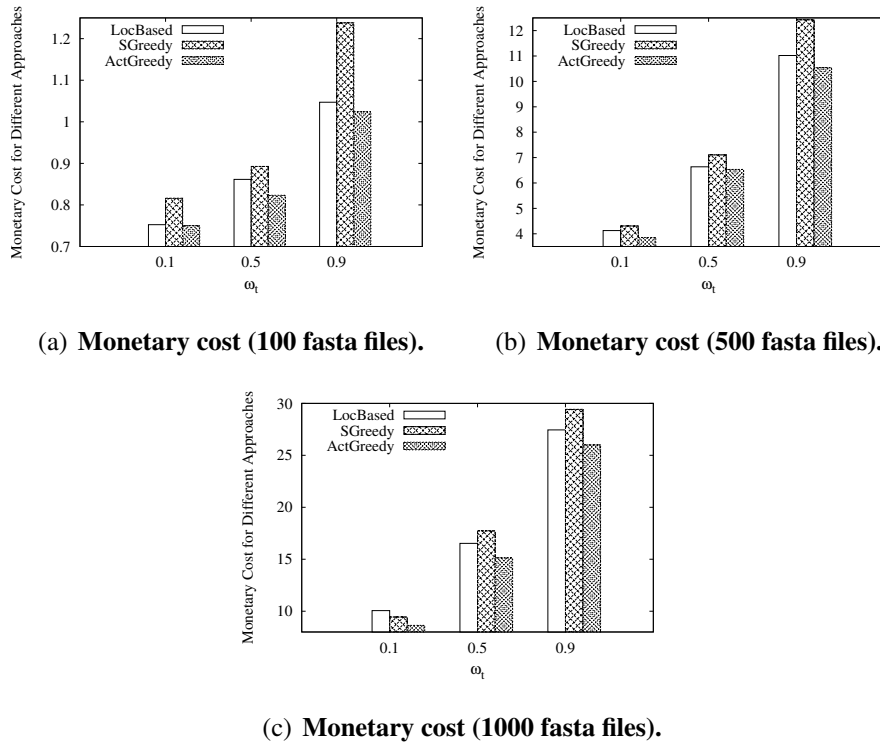 Monetary Cost for Different Approaches
1.2
1.1
1
0.9
0.8
0.7
LocBased
SGreedy
ActGreedy
0.1 0.5 0.9
ωt
(a) Monetary cost (100 fasta files).
Monetary Cost for Different Approaches
12
11
10
9
8
7
6
5
4
LocBased
SGreedy
ActGreedy
0.1 0.5 0.9
ωt
(b) Monetary cost (500 fasta files).
Monetary Cost for Different Approaches
30
25
20
15
10
LocBased
SGreedy
ActGreedy
0.1 0.5 0.9
ωt
(c) Monetary cost (1000 fasta files).